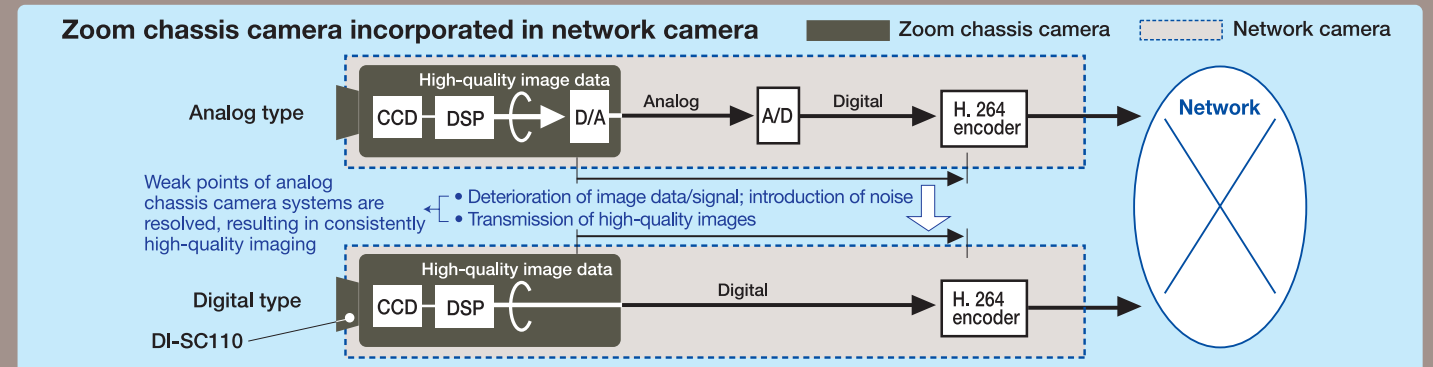 Zoom chassis camera incorporated in network camera
Zoom chassis camera
Network camera
High-quality image data
Analog type
CCD
DSP
D/A
Analog
A/D
Digital
H. 264
encoder
Network
Weak points of analog
chassis camera systems are
resolved, resulting in consistently
high-quality imaging
• Deterioration of image data/signal; introduction of noise
• Transmission of high-quality images
High-quality image data
Digital type
CCD
DSP
Digital
H. 264
encoder
DI-SC110